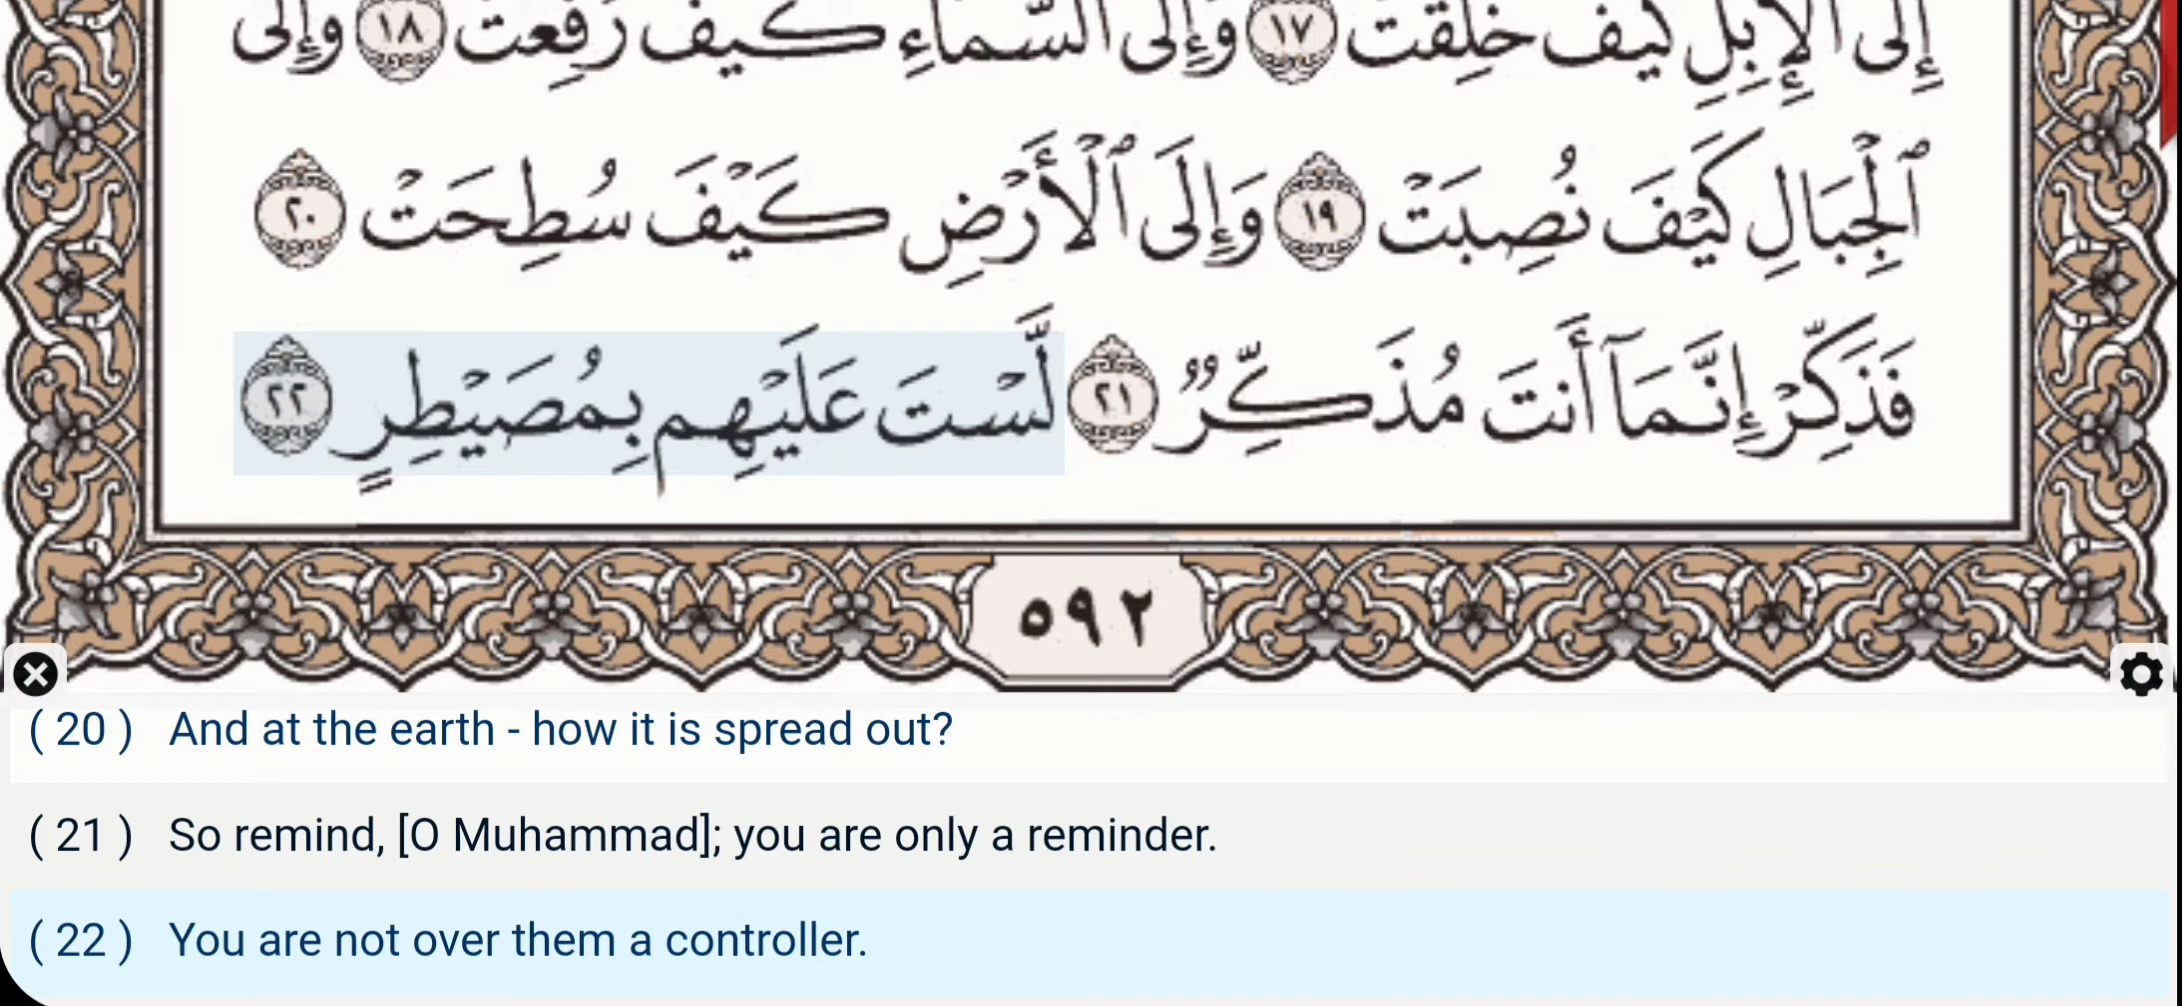 إِلَى ٱلْإِبِلِ كَيْفَ خُلِقَتْ ١٧ وَإِلَى ٱلسَّمَآءِ كَيْفَ رُفِعَتْ ١٨ وَإِلَى
ٱلْجِبَالِ كَيْفَ نُصِبَتْ ١٩ وَإِلَى ٱلْأَرْضِ كَيْفَ سُطِحَتْ ٢٠
فَذَكِّرْ إِنَّمَآ أَنتَ مُذَكِّرٌ ٢١ لَّسْتَ عَلَيْهِم بِمُصَيْطِرٍ ٢٢
٥٩٢
( 20 ) And at the earth - how it is spread out?
( 21 ) So remind, [O Muhammad]; you are only a reminder.
( 22 ) You are not over them a controller.